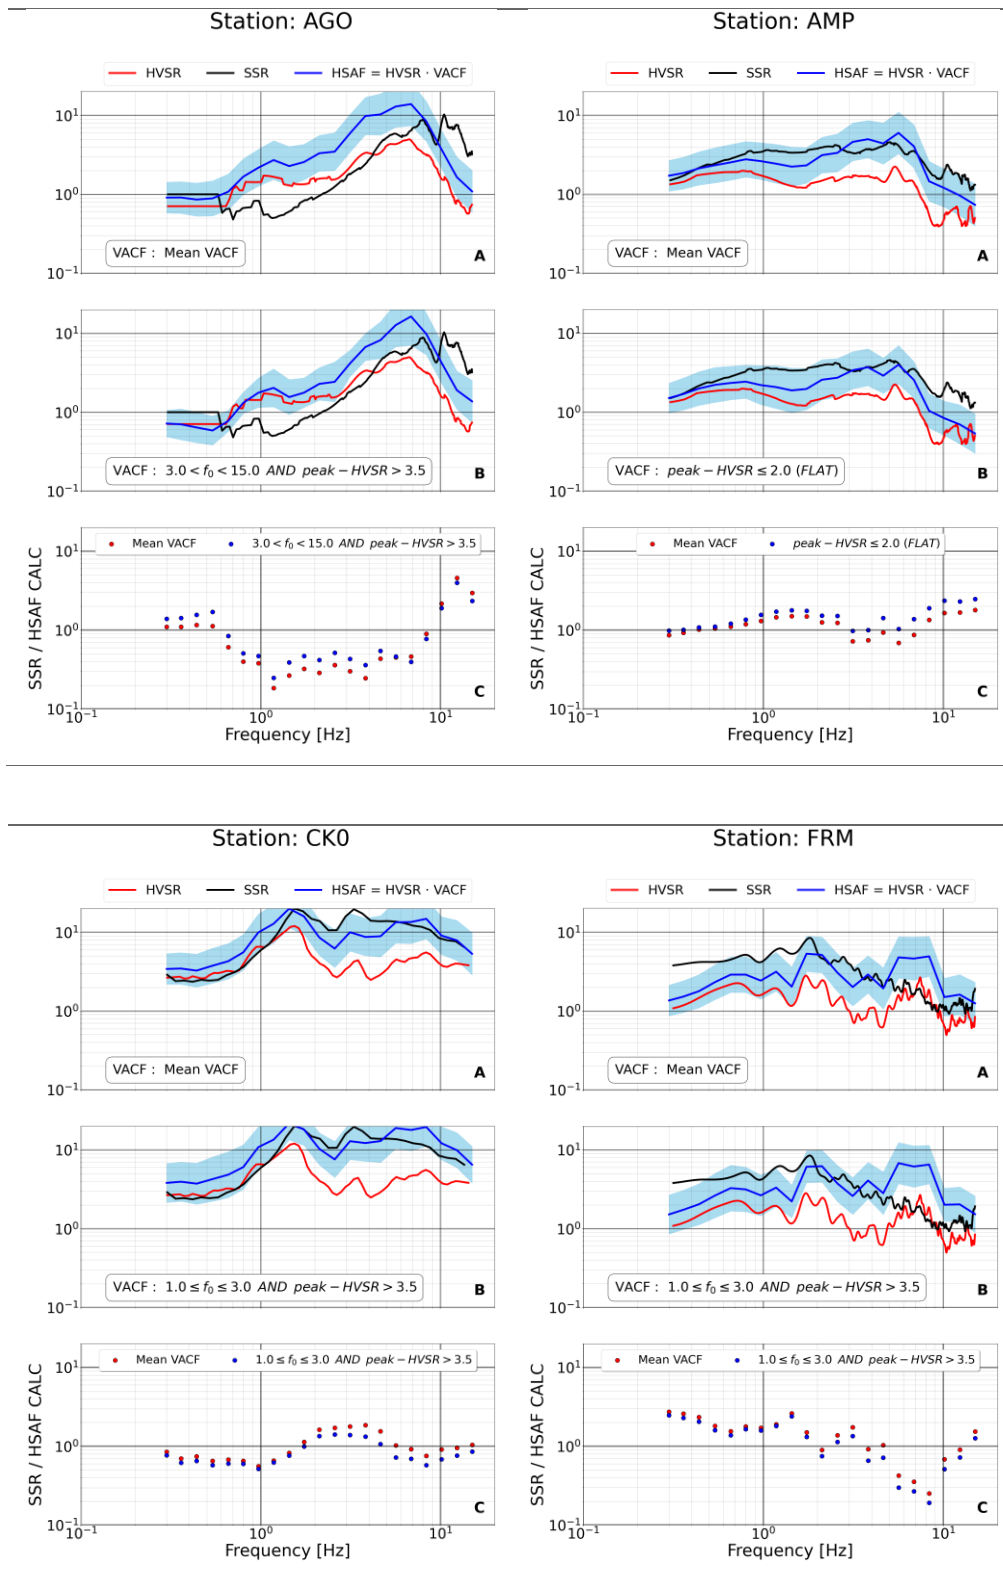 Station: AGO
HVSR SSR HSAF = HVSR · VACF
10¹
10⁰
10⁻¹
VACF : Mean VACF
A
10¹
10⁰
10⁻¹
VACF : 3.0 < f₀ < 15.0 AND peak − HVSR > 3.5
B
Mean VACF 3.0 < f₀ < 15.0 AND peak − HVSR > 3.5
10¹
10⁰
10⁻¹
SSR / HSAF CALC
C
10⁻¹ 10⁰ 10¹
Frequency [Hz]
Station: AMP
HVSR SSR HSAF = HVSR · VACF
10¹
10⁰
10⁻¹
VACF : Mean VACF
A
10¹
10⁰
10⁻¹
VACF : peak − HVSR ≤ 2.0 (FLAT)
B
Mean VACF peak − HVSR ≤ 2.0 (FLAT)
10¹
10⁰
10⁻¹
SSR / HSAF CALC
C
10⁻¹ 10⁰ 10¹
Frequency [Hz]
Station: CK0
HVSR SSR HSAF = HVSR · VACF
10¹
10⁰
10⁻¹
VACF : Mean VACF
A
10¹
10⁰
10⁻¹
VACF : 1.0 ≤ f₀ ≤ 3.0 AND peak − HVSR > 3.5
B
Mean VACF 1.0 ≤ f₀ ≤ 3.0 AND peak − HVSR > 3.5
10¹
10⁰
10⁻¹
SSR / HSAF CALC
C
10⁻¹ 10⁰ 10¹
Frequency [Hz]
Station: FRM
HVSR SSR HSAF = HVSR · VACF
10¹
10⁰
10⁻¹
VACF : Mean VACF
A
10¹
10⁰
10⁻¹
VACF : 1.0 ≤ f₀ ≤ 3.0 AND peak − HVSR > 3.5
B
Mean VACF 1.0 ≤ f₀ ≤ 3.0 AND peak − HVSR > 3.5
10¹
10⁰
10⁻¹
SSR / HSAF CALC
C
10⁻¹ 10⁰ 10¹
Frequency [Hz]